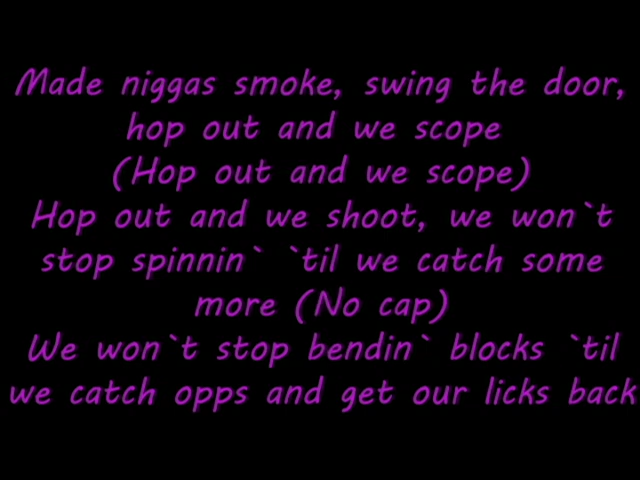 Made niggas smoke, swing the door,
hop out and we scope
(Hop out and we scope)
Hop out and we shoot, we won`t
stop spinnin` `til we catch some
more (No cap)
We won`t stop bendin` blocks `til
we catch opps and get our licks back